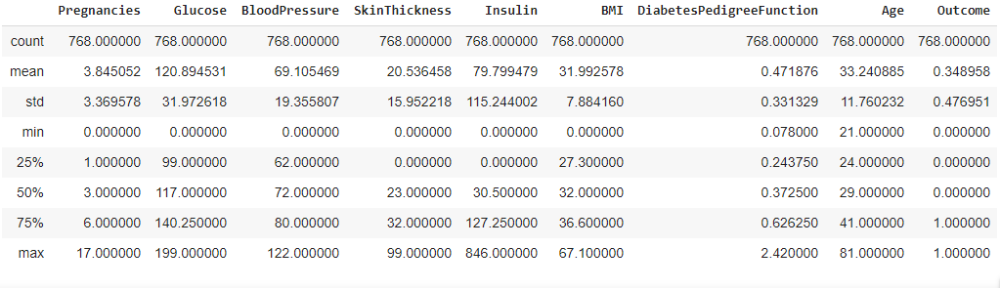 Pregnancies Glucose BloodPressure SkinThickness Insulin BMI DiabetesPedigreeFunction Age Outcome
count 768.000000 768.000000 768.000000 768.000000 768.000000 768.000000 768.000000 768.000000 768.000000
mean 3.845052 120.894531 69.105469 20.536458 79.799479 31.992578 0.471876 33.240885 0.348958
std 3.369578 31.972618 19.355807 15.952218 115.244002 7.884160 0.331329 11.760232 0.476951
min 0.000000 0.000000 0.000000 0.000000 0.000000 0.000000 0.078000 21.000000 0.000000
25% 1.000000 99.000000 62.000000 0.000000 0.000000 27.300000 0.243750 24.000000 0.000000
50% 3.000000 117.000000 72.000000 23.000000 30.500000 32.000000 0.372500 29.000000 0.000000
75% 6.000000 140.250000 80.000000 32.000000 127.250000 36.600000 0.626250 41.000000 1.000000
max 17.000000 199.000000 122.000000 99.000000 846.000000 67.100000 2.420000 81.000000 1.000000